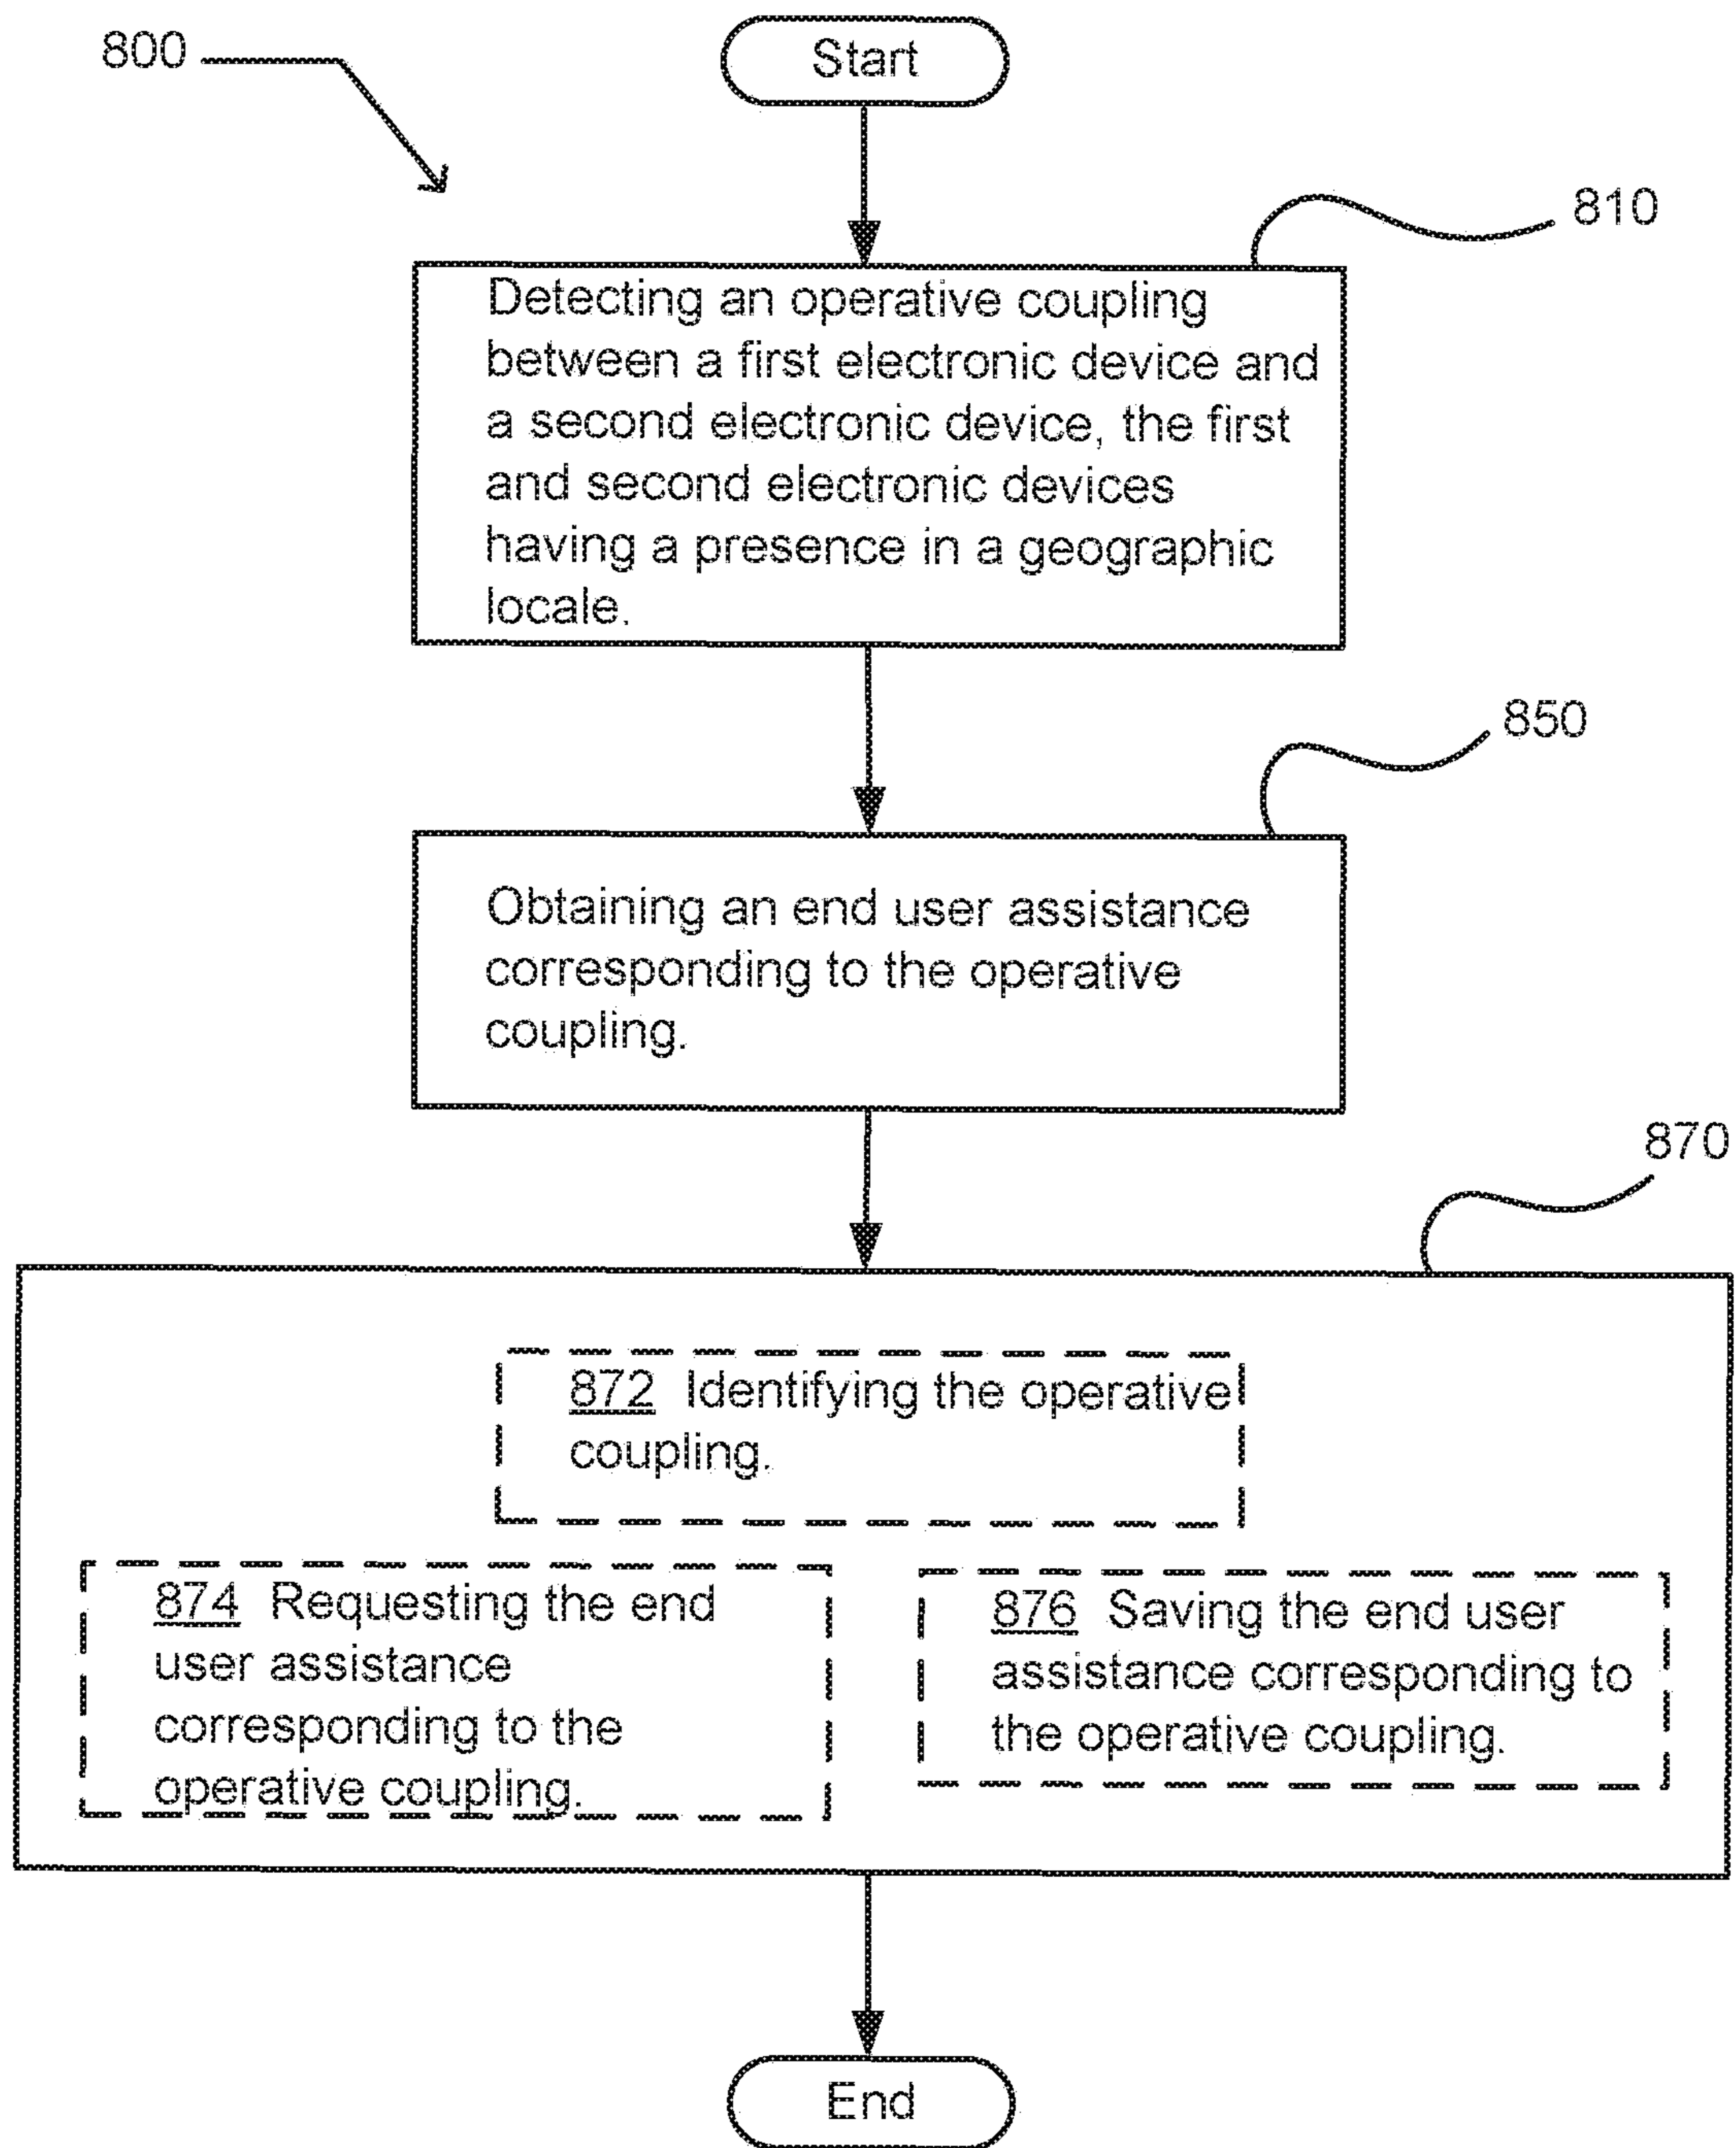 800
Start
810
Detecting an operative coupling
between a first electronic device and
a second electronic device, the first
and second electronic devices
having a presence in a geographic
locale.
850
Obtaining an end user assistance
corresponding to the operative
coupling.
870
872 Identifying the operative
coupling.
874 Requesting the end
user assistance
corresponding to the
operative coupling.
876 Saving the end user
assistance corresponding to
the operative coupling.
End